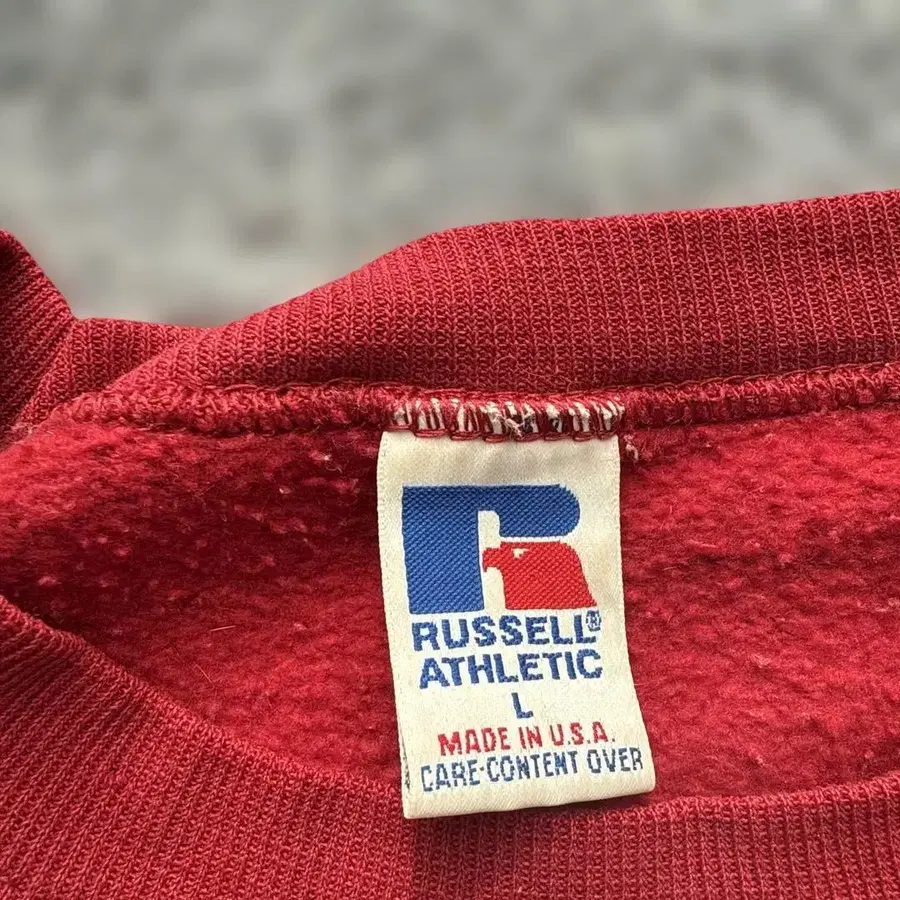 RUSSELL®
ATHLETIC
L
MADE IN U.S.A.
CARE-CONTENT OVER